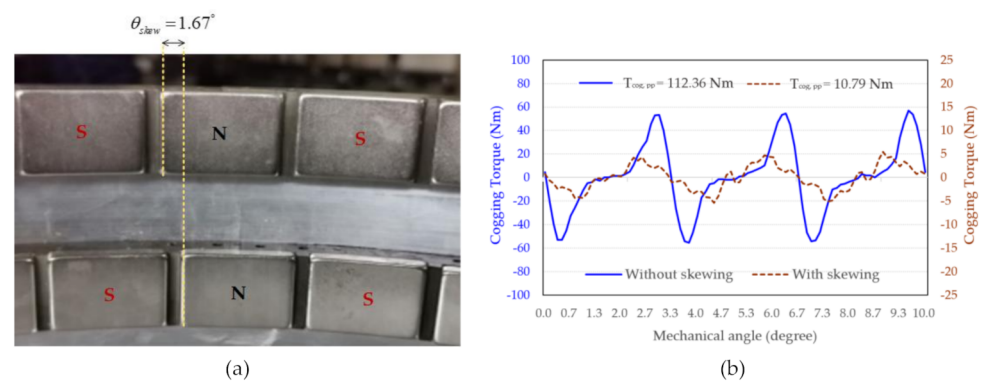 (a)
θskew =1.67°
S
N
S
S
N
S
(b)
Tcog, pp = 112.36 Nm
Tcog, pp = 10.79 Nm
Without skewing
With skewing
Cogging Torque (Nm)
100
80
60
40
20
0
-20
-40
-60
-80
-100
Cogging Torque (Nm)
25
20
15
10
5
0
-5
-10
-15
-20
-25
0.0 0.7 1.3 2.0 2.7 3.3 4.0 4.7 5.3 6.0 6.7 7.3 8.0 8.7 9.3 10.0
Mechanical angle (degree)